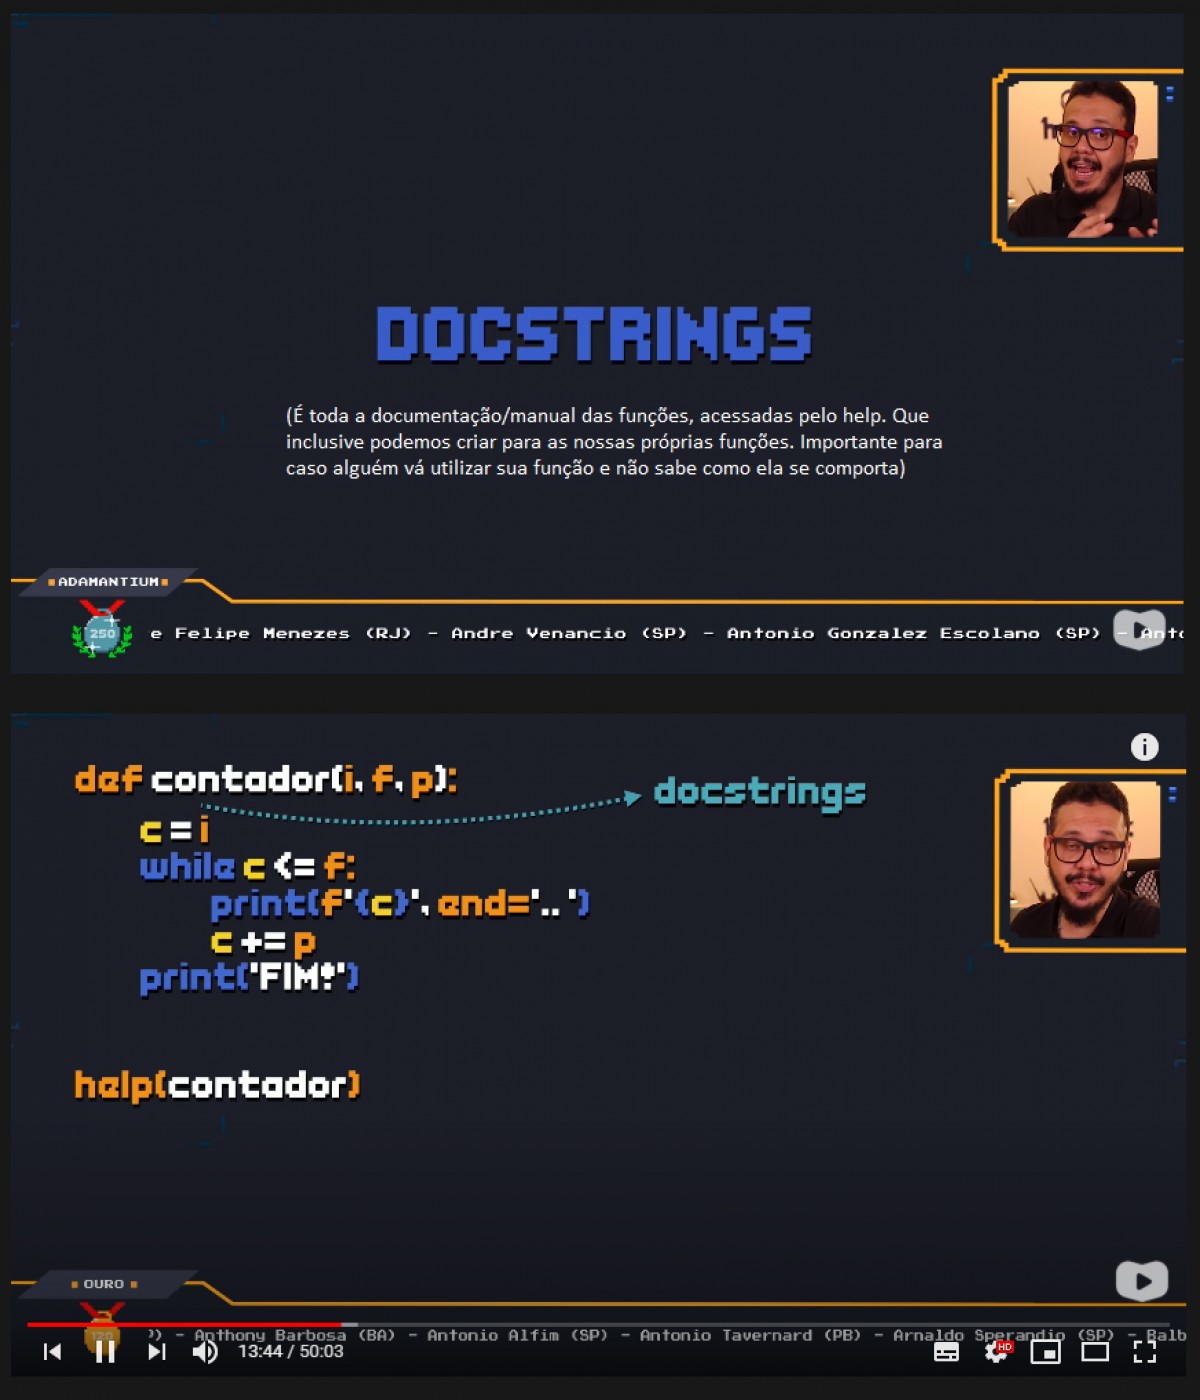 DOCSTRINGS
(É toda a documentação/manual das funções, acessadas pelo help. Que
inclusive podemos criar para as nossas próprias funções. Importante para
caso alguém vá utilizar sua função e não sabe como ela se comporta)
ADAMANTIUM
250
e Felipe Menezes (RJ) - Andre Venancio (SP) - Antonio Gonzalez Escolano (SP) - Anto
def contador(i, f, p):
docstrings
c = i
while c <= f:
print(f'{c}', end='.. ')
c += p
print('FIM!')
help(contador)
OURO
120
) - Anthony Barbosa (BA) - Antonio Alfim (SP) - Antonio Tavernard (PB) - Arnaldo Sperandio (SP) - Balb
13:44 / 50:03
HD